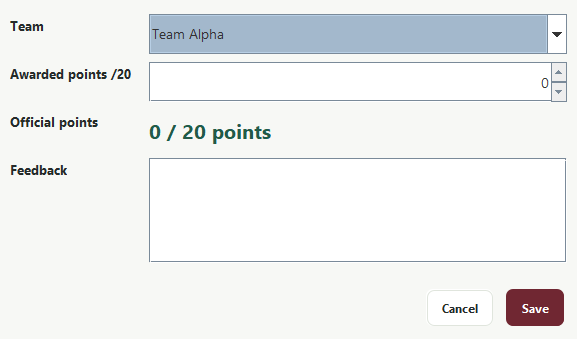 Team
Team Alpha
Awarded points /20
0
Official points
0 / 20 points
Feedback
Cancel
Save